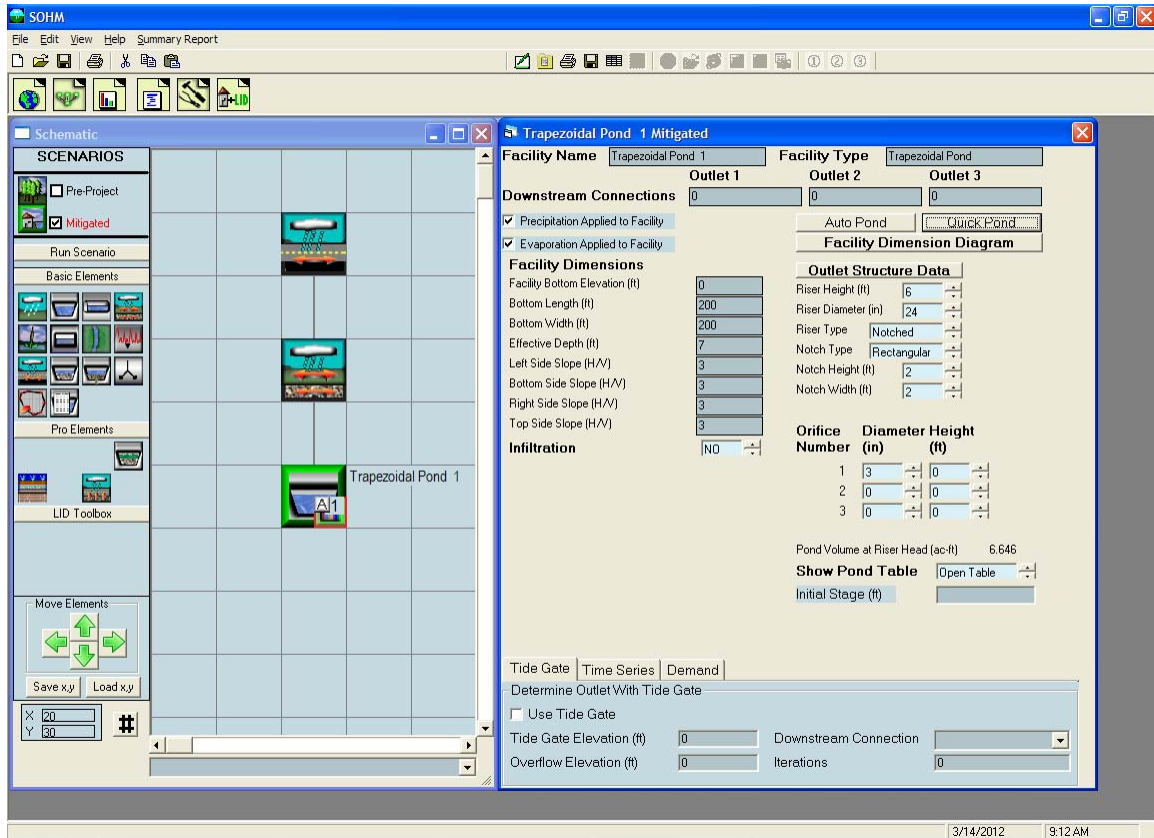 SOHM
File Edit View Help Summary Report
① ② ③
+LID
Schematic
SCENARIOS
Pre-Project
Mitigated
Run Scenario
Basic Elements
Pro Elements
LID Toolbox
Move Elements
Save x,y Load x,y
X 20
Y 30
#
A 1
Trapezoidal Pond 1
Trapezoidal Pond 1 Mitigated
Facility Name Trapezoidal Pond 1 Facility Type Trapezoidal Pond
Outlet 1 Outlet 2 Outlet 3
Downstream Connections 0 0 0
Precipitation Applied to Facility Auto Pond Quick Pond
Evaporation Applied to Facility Facility Dimension Diagram
Facility Dimensions
Facility Bottom Elevation (ft) 0
Bottom Length (ft) 200
Bottom Width (ft) 200
Effective Depth (ft) 7
Left Side Slope (H/V) 3
Bottom Side Slope (H/V) 3
Right Side Slope (H/V) 3
Top Side Slope (H/V) 3
Infiltration NO
Outlet Structure Data
Riser Height (ft) 6
Riser Diameter (in) 24
Riser Type Notched
Notch Type Rectangular
Notch Height (ft) 2
Notch Width (ft) 2
Orifice Diameter Height
Number (in) (ft)
1 3 0
2 0 0
3 0 0
Pond Volume at Riser Head (ac-ft) 6.646
Show Pond Table Open Table
Initial Stage (ft)
Tide Gate Time Series Demand
Determine Outlet With Tide Gate
Use Tide Gate
Tide Gate Elevation (ft) 0 Downstream Connection
Overflow Elevation (ft) 0 Iterations 0
3/14/2012 9:12 AM